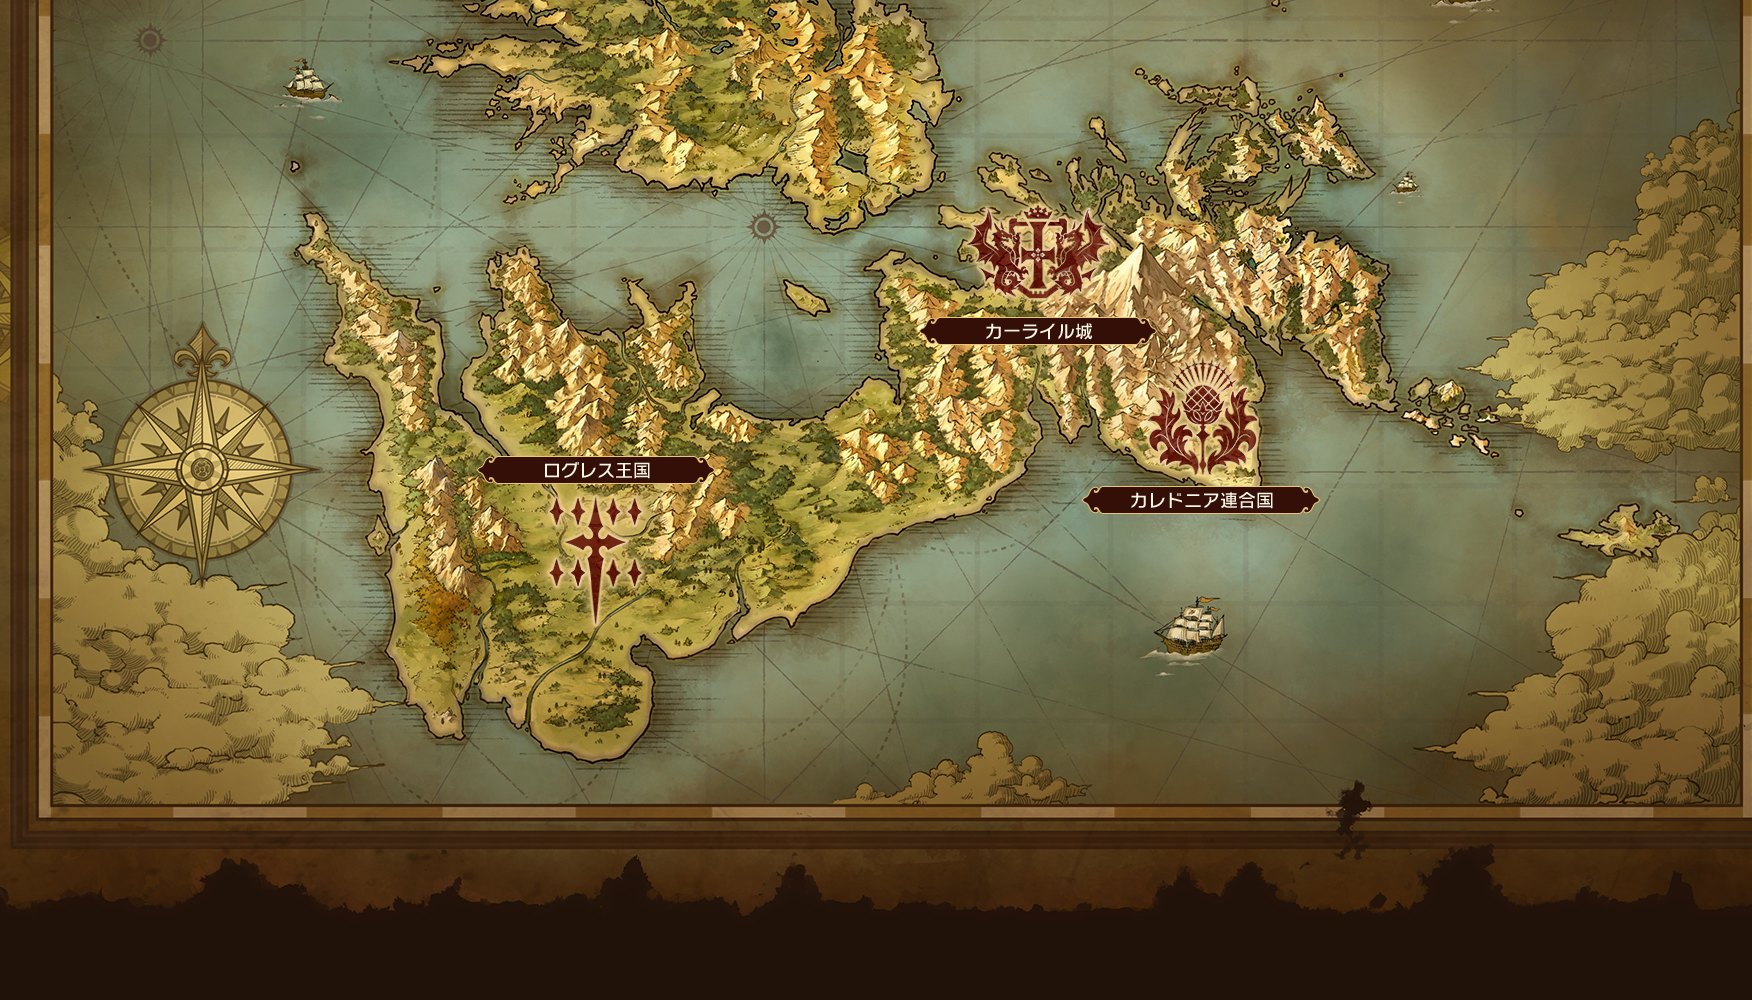 カーライル城
ログレス王国
カレドニア連合国